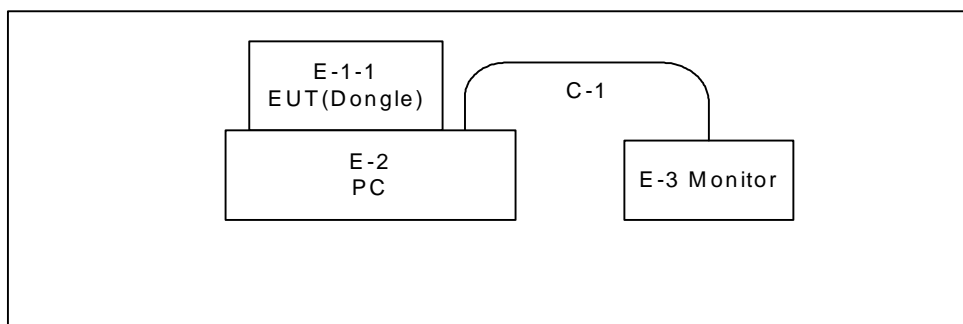 E-1-1
EUT(Dongle)
C-1
E-2
PC
E-3 Monitor